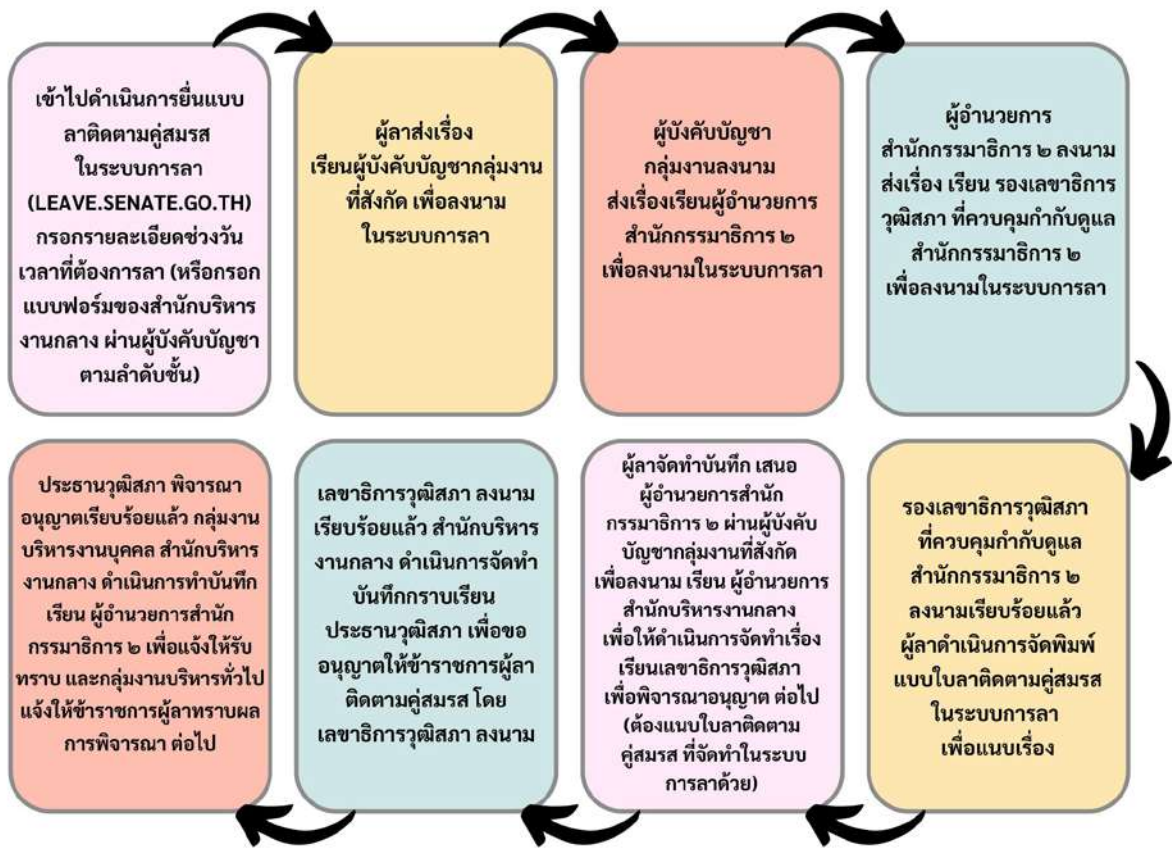 เข้าไปดำเนินการยื่นแบบ
ลาติดตามคู่สมรส
ในระบบการลา
(LEAVE.SENATE.GO.TH)
กรอกรายละเอียดช่วงวัน
เวลาที่ต้องการลา (หรือกรอก
แบบฟอร์มของสำนักบริหาร
งานกลาง ผ่านผู้บังคับบัญชา
ตามลำดับชั้น)
ผู้ลาส่งเรื่อง
เรียนผู้บังคับบัญชากลุ่มงาน
ที่สังกัด เพื่อลงนาม
ในระบบการลา
ผู้บังคับบัญชา
กลุ่มงานลงนาม
ส่งเรื่องเรียนผู้อำนวยการ
สำนักกรรมาธิการ ๒
เพื่อลงนามในระบบการลา
ผู้อำนวยการ
สำนักกรรมาธิการ ๒ ลงนาม
ส่งเรื่อง เรียน รองเลขาธิการ
วุฒิสภา ที่ควบคุมกำกับดูแล
สำนักกรรมาธิการ ๒
เพื่อลงนามในระบบการลา
รองเลขาธิการวุฒิสภา
ที่ควบคุมกำกับดูแล
สำนักกรรมาธิการ ๒
ลงนามเรียบร้อยแล้ว
ผู้ลาดำเนินการจัดพิมพ์
แบบใบลาติดตามคู่สมรส
ในระบบการลา
เพื่อแนบเรื่อง
ผู้ลาจัดทำบันทึก เสนอ
ผู้อำนวยการสำนัก
กรรมาธิการ ๒ ผ่านผู้บังคับ
บัญชากลุ่มงานที่สังกัด
เพื่อลงนาม เรียน ผู้อำนวยการ
สำนักบริหารงานกลาง
เพื่อให้ดำเนินการจัดทำเรื่อง
เรียนเลขาธิการวุฒิสภา
เพื่อพิจารณาอนุญาต ต่อไป
(ต้องแนบใบลาติดตาม
คู่สมรส ที่จัดทำในระบบ
การลาด้วย)
เลขาธิการวุฒิสภา ลงนาม
เรียบร้อยแล้ว สำนักบริหาร
งานกลาง ดำเนินการจัดทำ
บันทึกกราบเรียน
ประธานวุฒิสภา เพื่อขอ
อนุญาตให้ข้าราชการผู้ลา
ติดตามคู่สมรส โดย
เลขาธิการวุฒิสภา ลงนาม
ประธานวุฒิสภา พิจารณา
อนุญาตเรียบร้อยแล้ว กลุ่มงาน
บริหารงานบุคคล สำนักบริหาร
งานกลาง ดำเนินการทำบันทึก
เรียน ผู้อำนวยการสำนัก
กรรมาธิการ ๒ เพื่อแจ้งให้รับ
ทราบ และกลุ่มงานบริหารทั่วไป
แจ้งให้ข้าราชการผู้ลาทราบผล
การพิจารณา ต่อไป